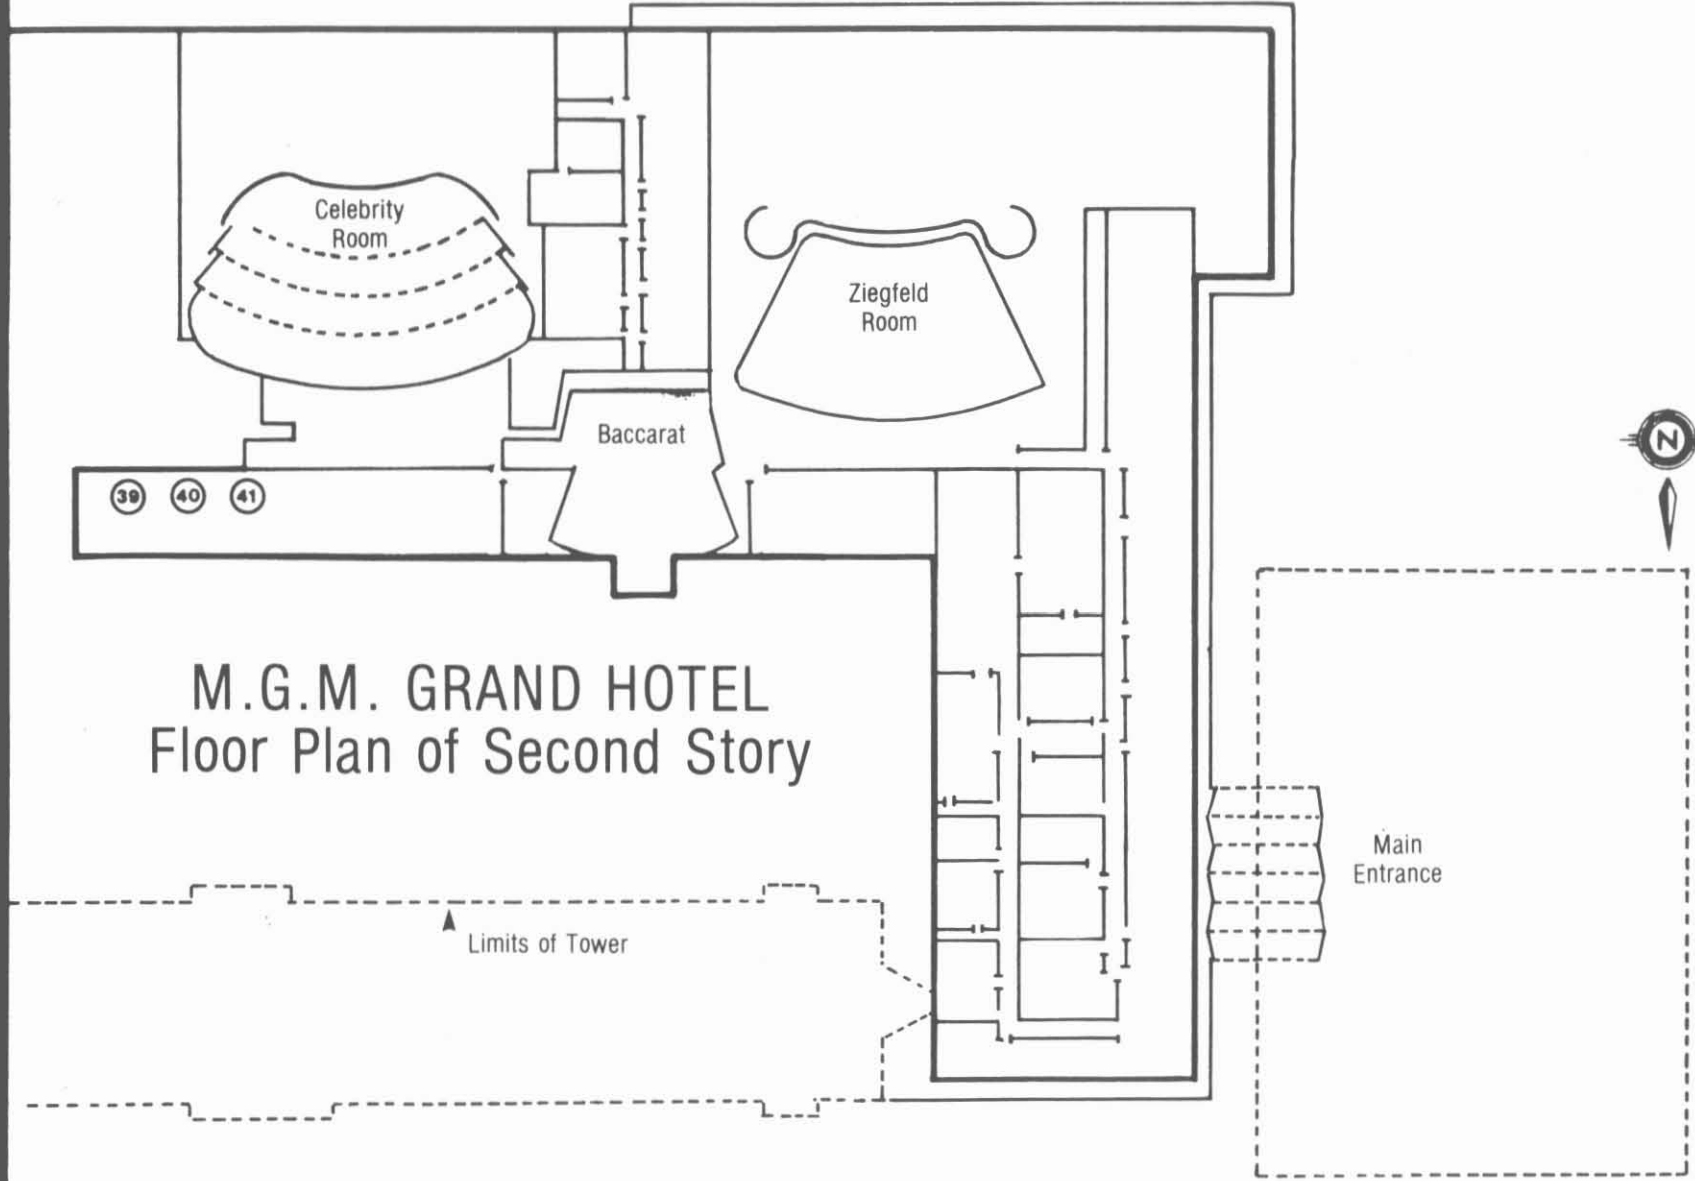 Celebrity
Room
Ziegfeld
Room
Baccarat
39 40 41
N
M.G.M. GRAND HOTEL
Floor Plan of Second Story
Main
Entrance
Limits of Tower